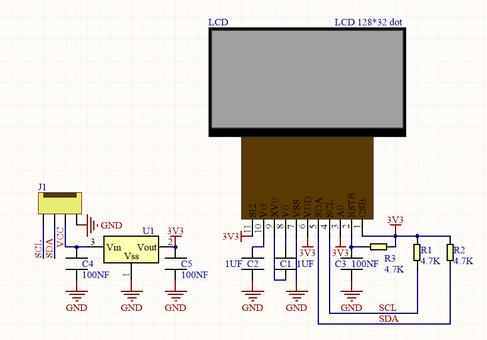 LCD
LCD 128*32 dot
SI2
VG
XV0
V0
VSS
VDD
SDA
SCL
A0
RSTB
CSB
11
10
9
8
7
6
5
4
3
2
1
J1
GND
SCL
SDA
VCC
U1
3
Vin
Vout
2
3V3
Vss
1
C4
100NF
C5
100NF
GND
GND
GND
3V3
1UF
C2
C1
1UF
3V3
3V3
C3
100NF
R3
4.7K
3V3
R1
4.7K
R2
4.7K
GND
GND
GND
SCL
SDA